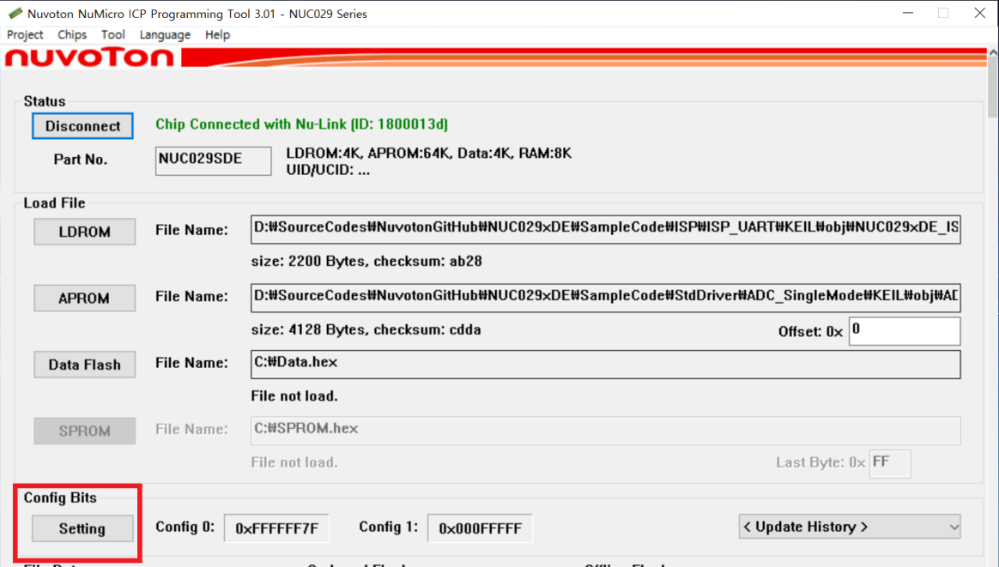 Nuvoton NuMicro ICP Programming Tool 3.01 - NUC029 Series
Project Chips Tool Language Help
nuvoTon
Status
Disconnect Chip Connected with Nu-Link (ID: 1800013d)
Part No. NUC029SDE LDROM:4K, APROM:64K, Data:4K, RAM:8K
UID/UCID: ...
Load File
LDROM File Name: D:₩SourceCodes₩NuvotonGitHub₩NUC029xDE₩SampleCode₩ISP₩ISP_UART₩KEIL₩obj₩NUC029xDE_IS
size: 2200 Bytes, checksum: ab28
APROM File Name: D:₩SourceCodes₩NuvotonGitHub₩NUC029xDE₩SampleCode₩StdDriver₩ADC_SingleMode₩KEIL₩obj₩AD
size: 4128 Bytes, checksum: cdda Offset: 0x 0
Data Flash File Name: C:₩Data.hex
File not load.
SPROM File Name: C:₩SPROM.hex
File not load. Last Byte: 0x FF
Config Bits
Setting Config 0: 0xFFFFFF7F Config 1: 0x000FFFFF < Update History >